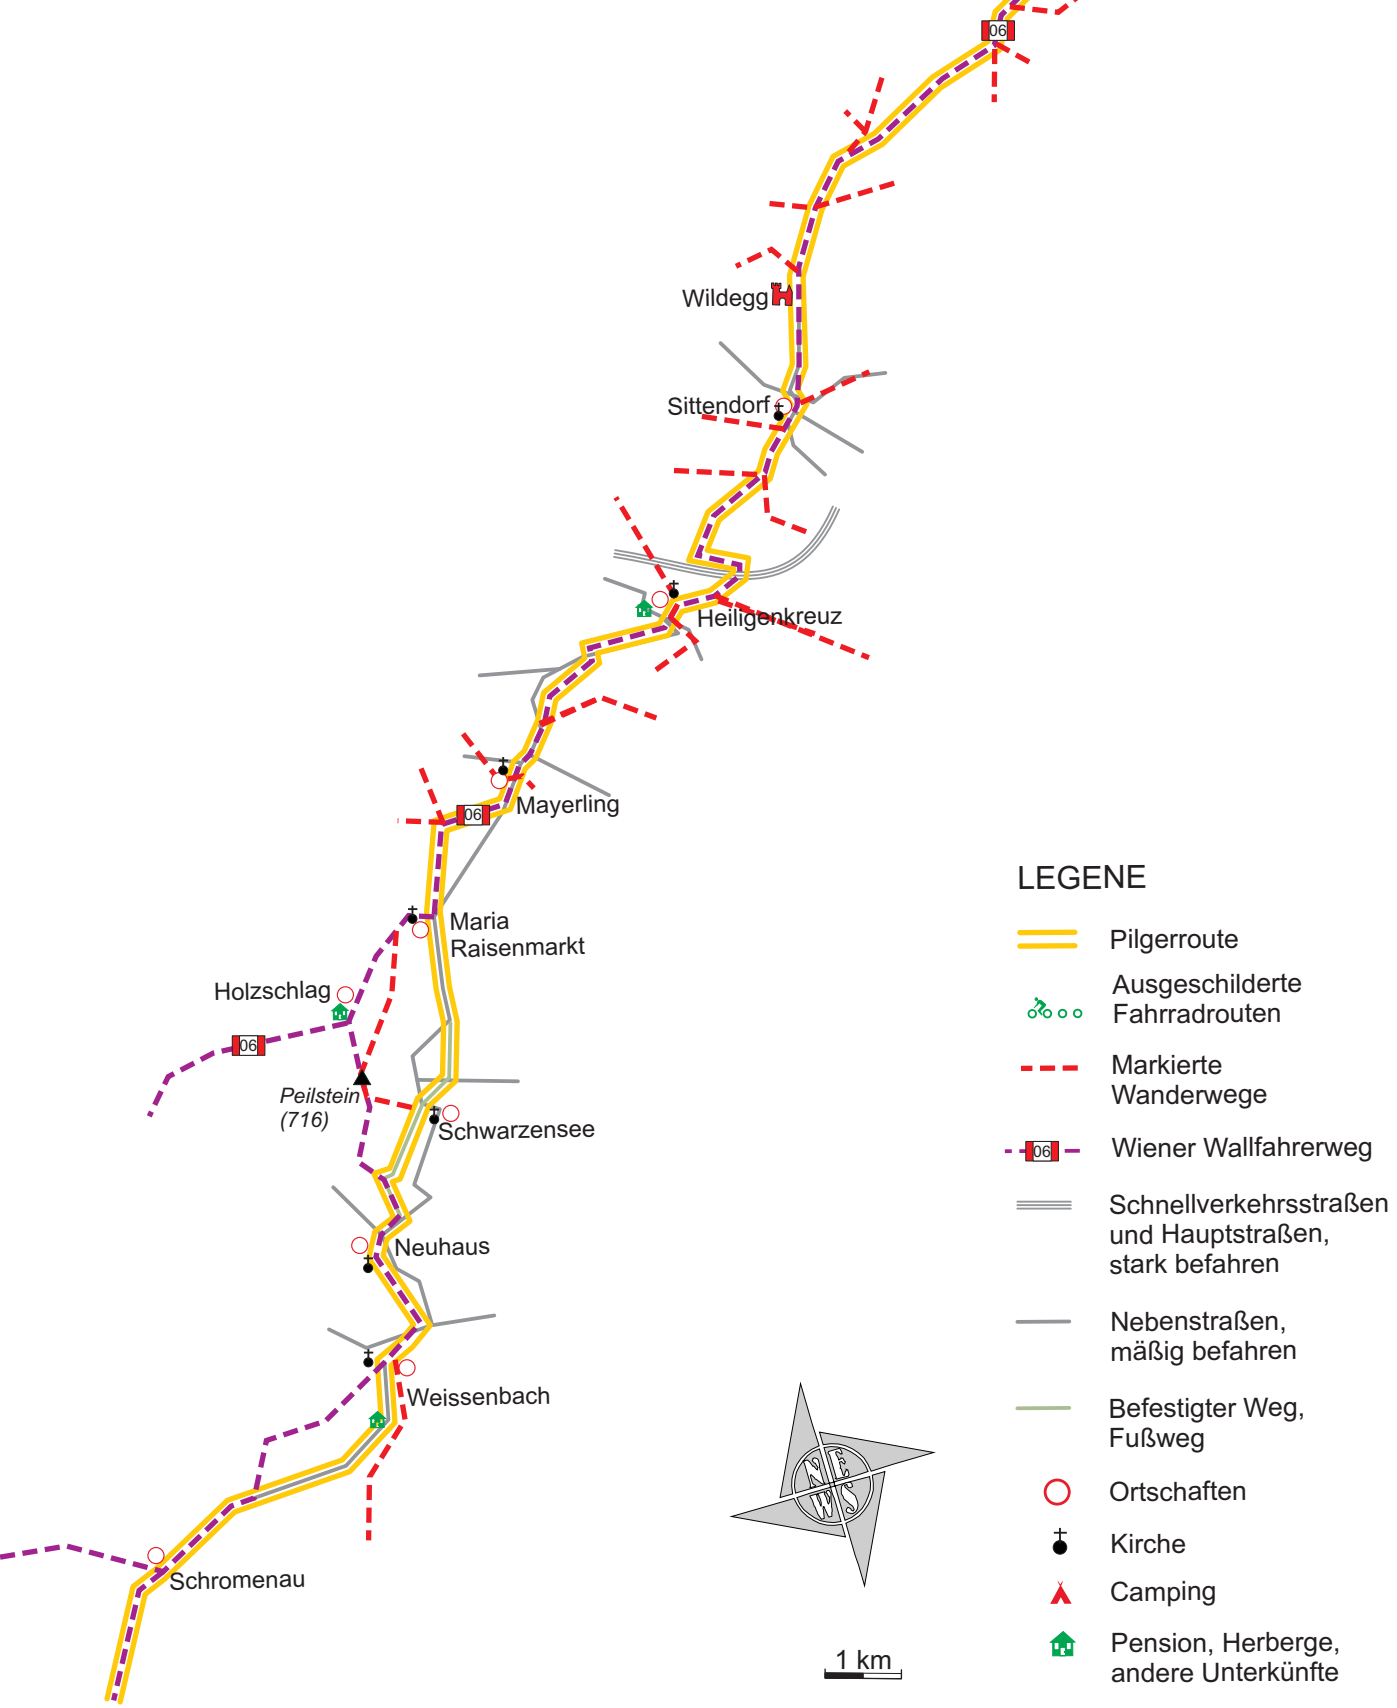 06
Wildegg
Sittendorf
Heiligenkreuz
Mayerling
06
Maria
Raisenmarkt
Holzschlag
06
Peilstein
(716)
Schwarzensee
Neuhaus
Weissenbach
Schromenau
N
E
W
S
1 km
LEGENE
Pilgerroute
Ausgeschilderte
Fahrradrouten
Markierte
Wanderwege
06
Wiener Wallfahrerweg
Schnellverkehrsstraßen
und Hauptstraßen,
stark befahren
Nebenstraßen,
mäßig befahren
Befestigter Weg,
Fußweg
Ortschaften
Kirche
Camping
Pension, Herberge,
andere Unterkünfte